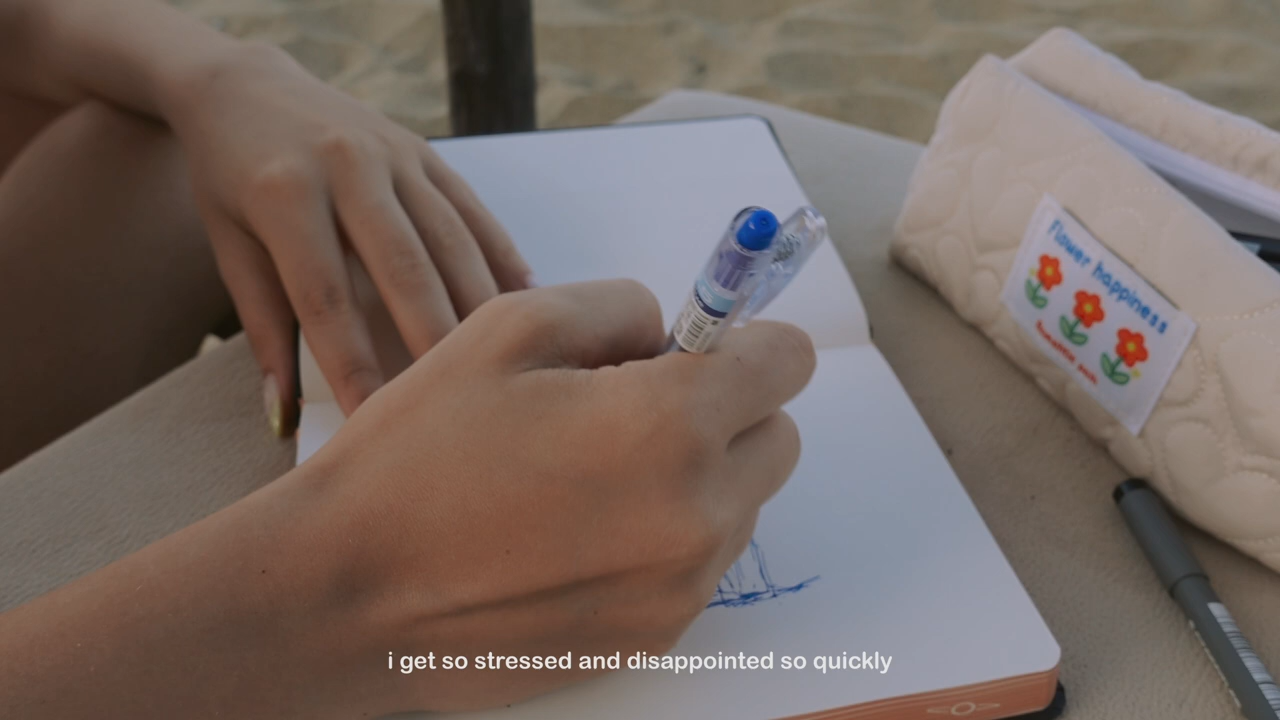 flower happiness
i get so stressed and disappointed so quickly